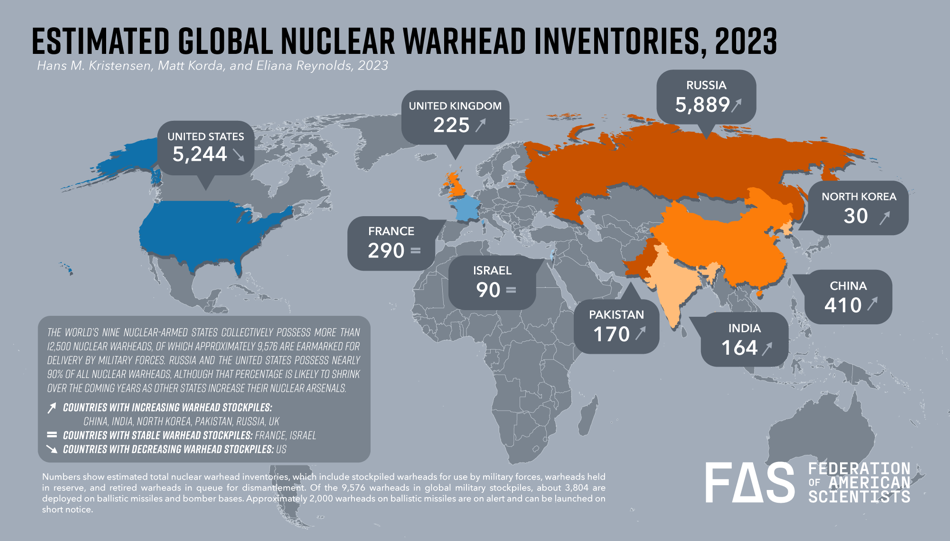 ESTIMATED GLOBAL NUCLEAR WARHEAD INVENTORIES, 2023
Hans M. Kristensen, Matt Korda, and Eliana Reynolds, 2023
RUSSIA
5,889
UNITED KINGDOM
225
UNITED STATES
5,244
NORTH KOREA
30
FRANCE
290 =
ISRAEL
90 =
CHINA
410
PAKISTAN
170
INDIA
164
THE WORLD'S NINE NUCLEAR-ARMED STATES COLLECTIVELY POSSESS MORE THAN
12,500 NUCLEAR WARHEADS, OF WHICH APPROXIMATELY 9,576 ARE EARMARKED FOR
DELIVERY BY MILITARY FORCES. RUSSIA AND THE UNITED STATES POSSESS NEARLY
90% OF ALL NUCLEAR WARHEADS, ALTHOUGH THAT PERCENTAGE IS LIKELY TO SHRINK
OVER THE COMING YEARS AS OTHER STATES INCREASE THEIR NUCLEAR ARSENALS.
COUNTRIES WITH INCREASING WARHEAD STOCKPILES:
CHINA, INDIA, NORTH KOREA, PAKISTAN, RUSSIA, UK
= COUNTRIES WITH STABLE WARHEAD STOCKPILES: FRANCE, ISRAEL
COUNTRIES WITH DECREASING WARHEAD STOCKPILES: US
Numbers show estimated total nuclear warhead inventories, which include stockpiled warheads for use by military forces, warheads held
in reserve, and retired warheads in queue for dismantlement. Of the 9,576 warheads in global military stockpiles, about 3,804 are
deployed on ballistic missiles and bomber bases. Approximately 2,000 warheads on ballistic missiles are on alert and can be launched on
short notice.
FAS
FEDERATION
OF AMERICAN
SCIENTISTS